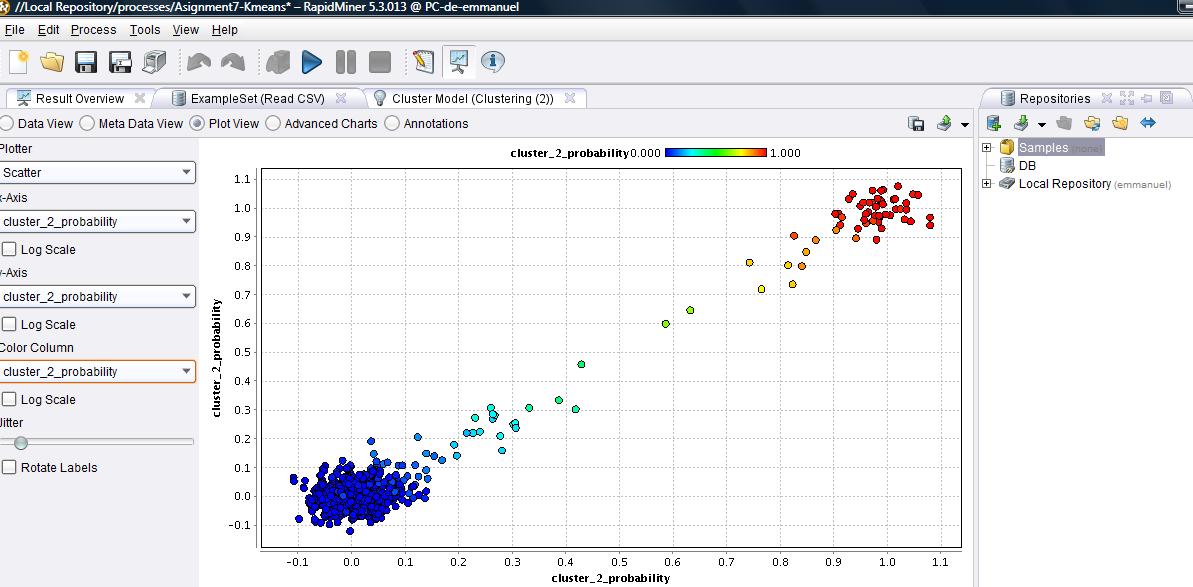 //Local Repository/processes/Asignment7-Kmeans* – RapidMiner 5.3.013 @ PC-de-emmanuel
File Edit Process Tools View Help
Result Overview ExampleSet (Read CSV) Cluster Model (Clustering (2)) Repositories
Data View Meta Data View Plot View Advanced Charts Annotations
Plotter
Scatter
x-Axis
cluster_2_probability
Log Scale
y-Axis
cluster_2_probability
Log Scale
Color Column
cluster_2_probability
Log Scale
Jitter
Rotate Labels
cluster_2_probability 0.000 1.000
1.1
1.0
0.9
0.8
0.7
0.6
0.5
0.4
0.3
0.2
0.1
0.0
-0.1
cluster_2_probability
-0.1 0.0 0.1 0.2 0.3 0.4 0.5 0.6 0.7 0.8 0.9 1.0 1.1
cluster_2_probability
Samples (none)
DB
Local Repository (emmanuel)